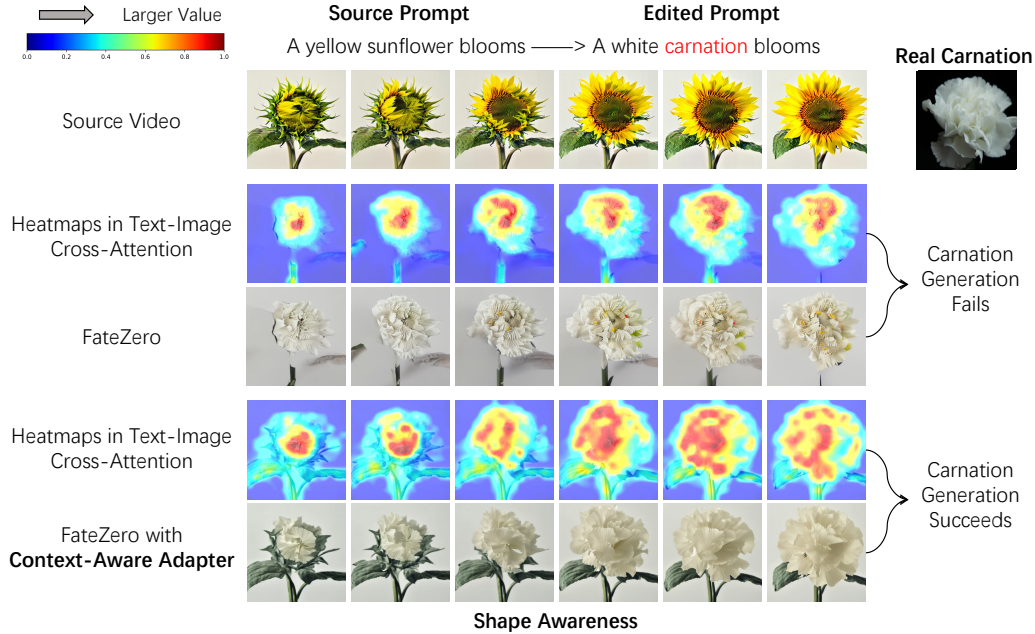 Larger Value
0.0 0.2 0.4 0.6 0.8 1.0
Source Prompt
Edited Prompt
A yellow sunflower blooms ——> A white carnation blooms
Real Carnation
Source Video
Heatmaps in Text-Image
Cross-Attention
FateZero
Carnation
Generation
Fails
Heatmaps in Text-Image
Cross-Attention
FateZero with
Context-Aware Adapter
Carnation
Generation
Succeeds
Shape Awareness